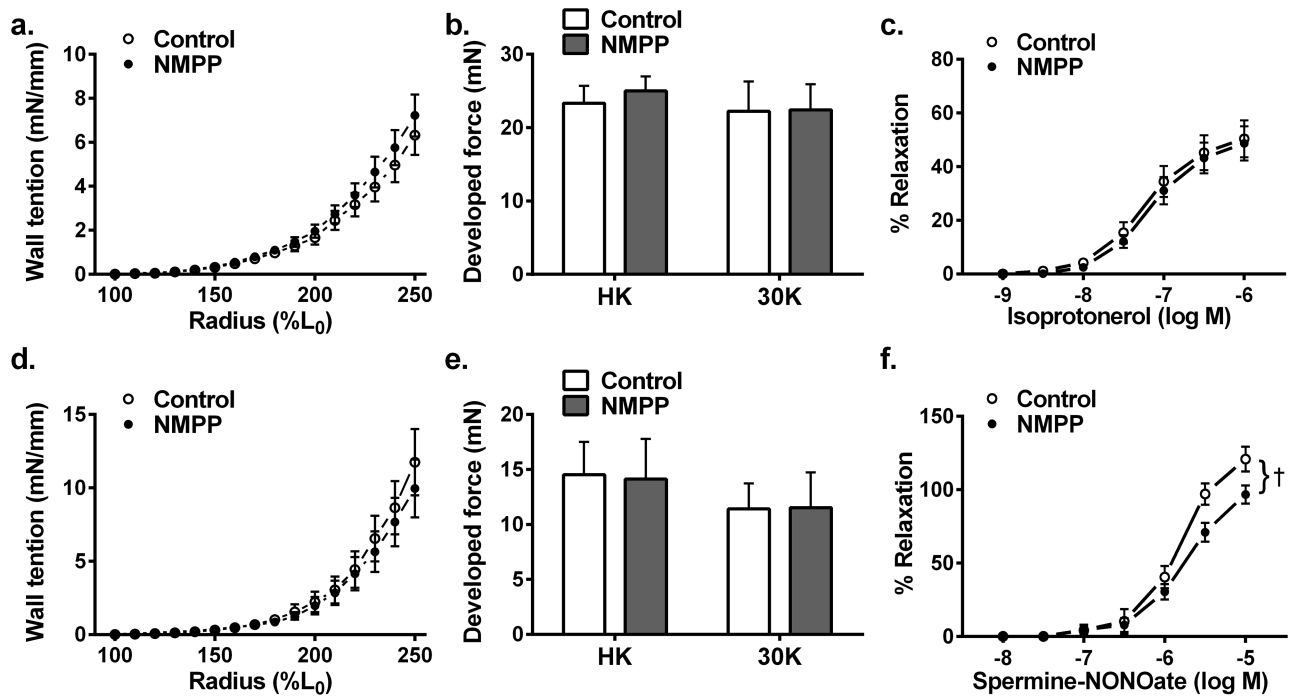 a.
Control
NMPP
Wall tention (mN/mm)
10
8
6
4
2
0
100 150 200 250
Radius (%L0)
b.
Control
NMPP
Developed force (mN)
30
20
10
0
HK 30K
c.
Control
NMPP
% Relaxation
80
60
40
20
0
-9 -8 -7 -6
Isoprotonerol (log M)
d.
Control
NMPP
Wall tention (mN/mm)
15
10
5
0
100 150 200 250
Radius (%L0)
e.
Control
NMPP
Developed force (mN)
20
15
10
5
0
HK 30K
f.
Control
NMPP
% Relaxation
150
100
50
0
} †
-8 -7 -6 -5
Spermine-NONOate (log M)